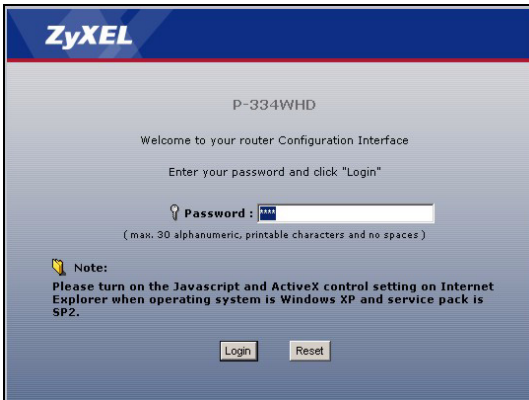 ZyXEL
P-334WHD
Welcome to your router Configuration Interface
Enter your password and click "Login"
Password : ****
( max. 30 alphanumeric, printable characters and no spaces )
Note:
Please turn on the Javascript and ActiveX control setting on Internet
Explorer when operating system is Windows XP and service pack is
SP2.
Login Reset